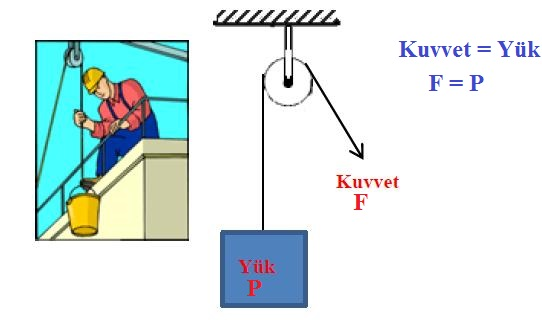 Kuvvet = Yük
F = P
Kuvvet
F
Yük
P